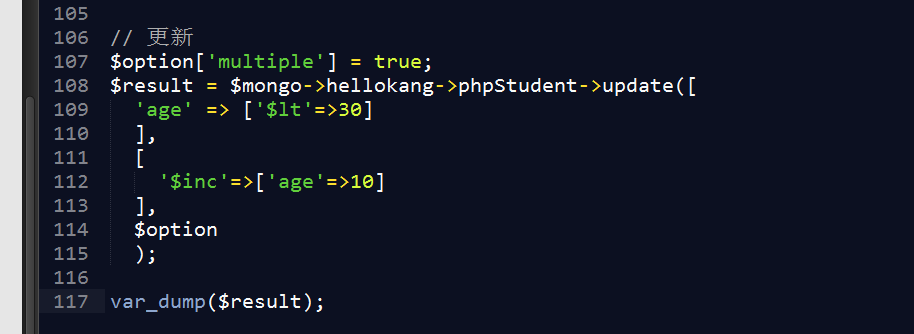 105
106 // 更新
107 $option['multiple'] = true;
108 $result = $mongo->hellokang->phpStudent->update([
109   'age' => ['$lt'=>30]
110   ],
111   [
112     '$inc'=>['age'=>10]
113   ],
114   $option
115   );
116
117 var_dump($result);